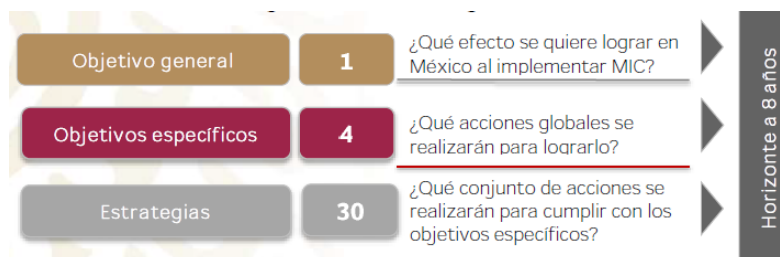 Objetivo general
1
¿Qué efecto se quiere lograr en
México al implementar MIC?
Objetivos específicos
4
¿Qué acciones globales se
realizarán para lograrlo?
Estrategias
30
¿Qué conjunto de acciones se
realizarán para cumplir con los
objetivos específicos?
Horizonte a 8 años